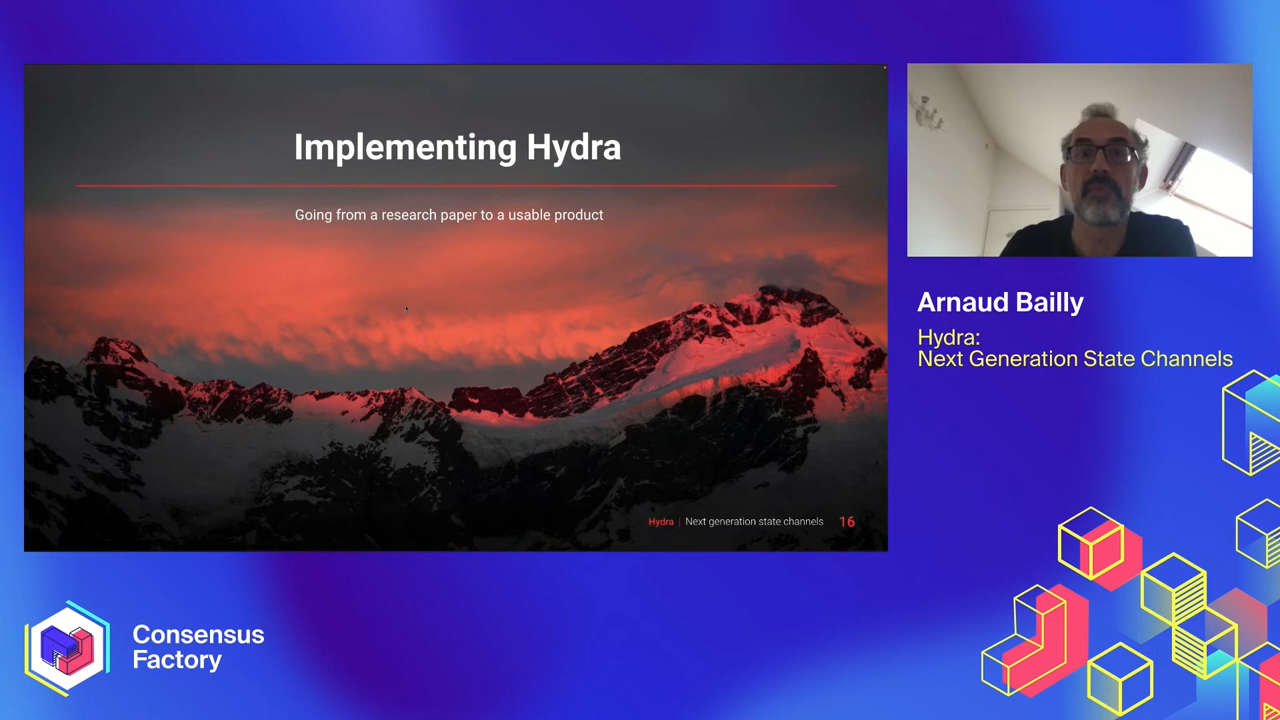 Implementing Hydra
Going from a research paper to a usable product
Hydra | Next generation state channels 16
Arnaud Bailly
Hydra:
Next Generation State Channels
Consensus
Factory